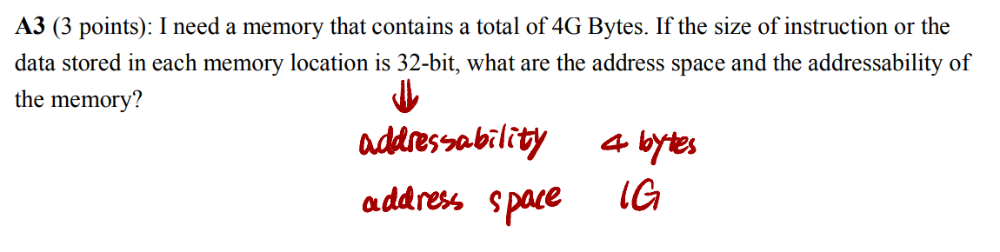 A3 (3 points): I need a memory that contains a total of 4G Bytes. If the size of instruction or the
data stored in each memory location is 32-bit, what are the address space and the addressability of
the memory?
addressability 4 bytes
address space 1G